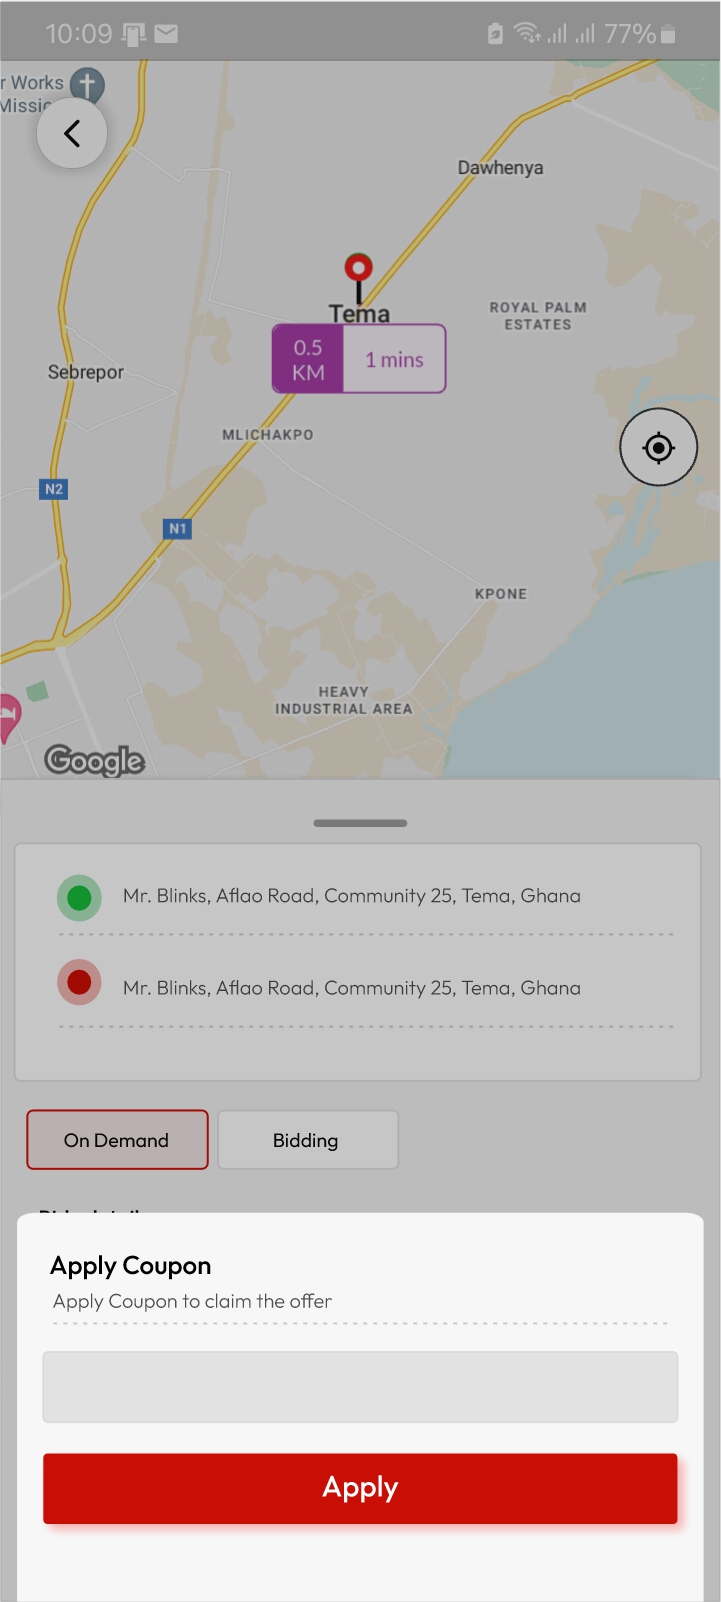 10:09
77%
r Works
Missic
Dawhenya
Tema
ROYAL PALM
ESTATES
0.5
KM
1 mins
Sebrepor
MLICHAKPO
N2
N1
KPONE
HEAVY
INDUSTRIAL AREA
Google
Mr. Blinks, Aflao Road, Community 25, Tema, Ghana
Mr. Blinks, Aflao Road, Community 25, Tema, Ghana
On Demand
Bidding
Apply Coupon
Apply Coupon to claim the offer
Apply